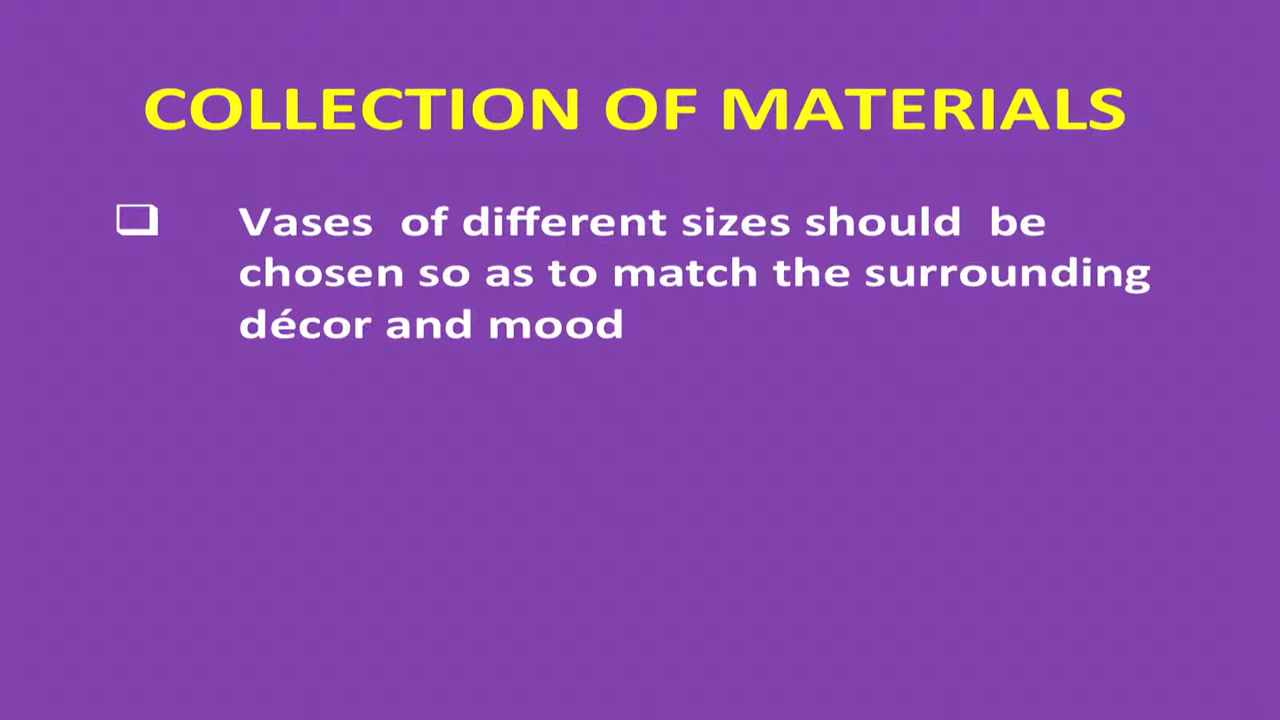 COLLECTION OF MATERIALS
❑ Vases of different sizes should be
chosen so as to match the surrounding
décor and mood